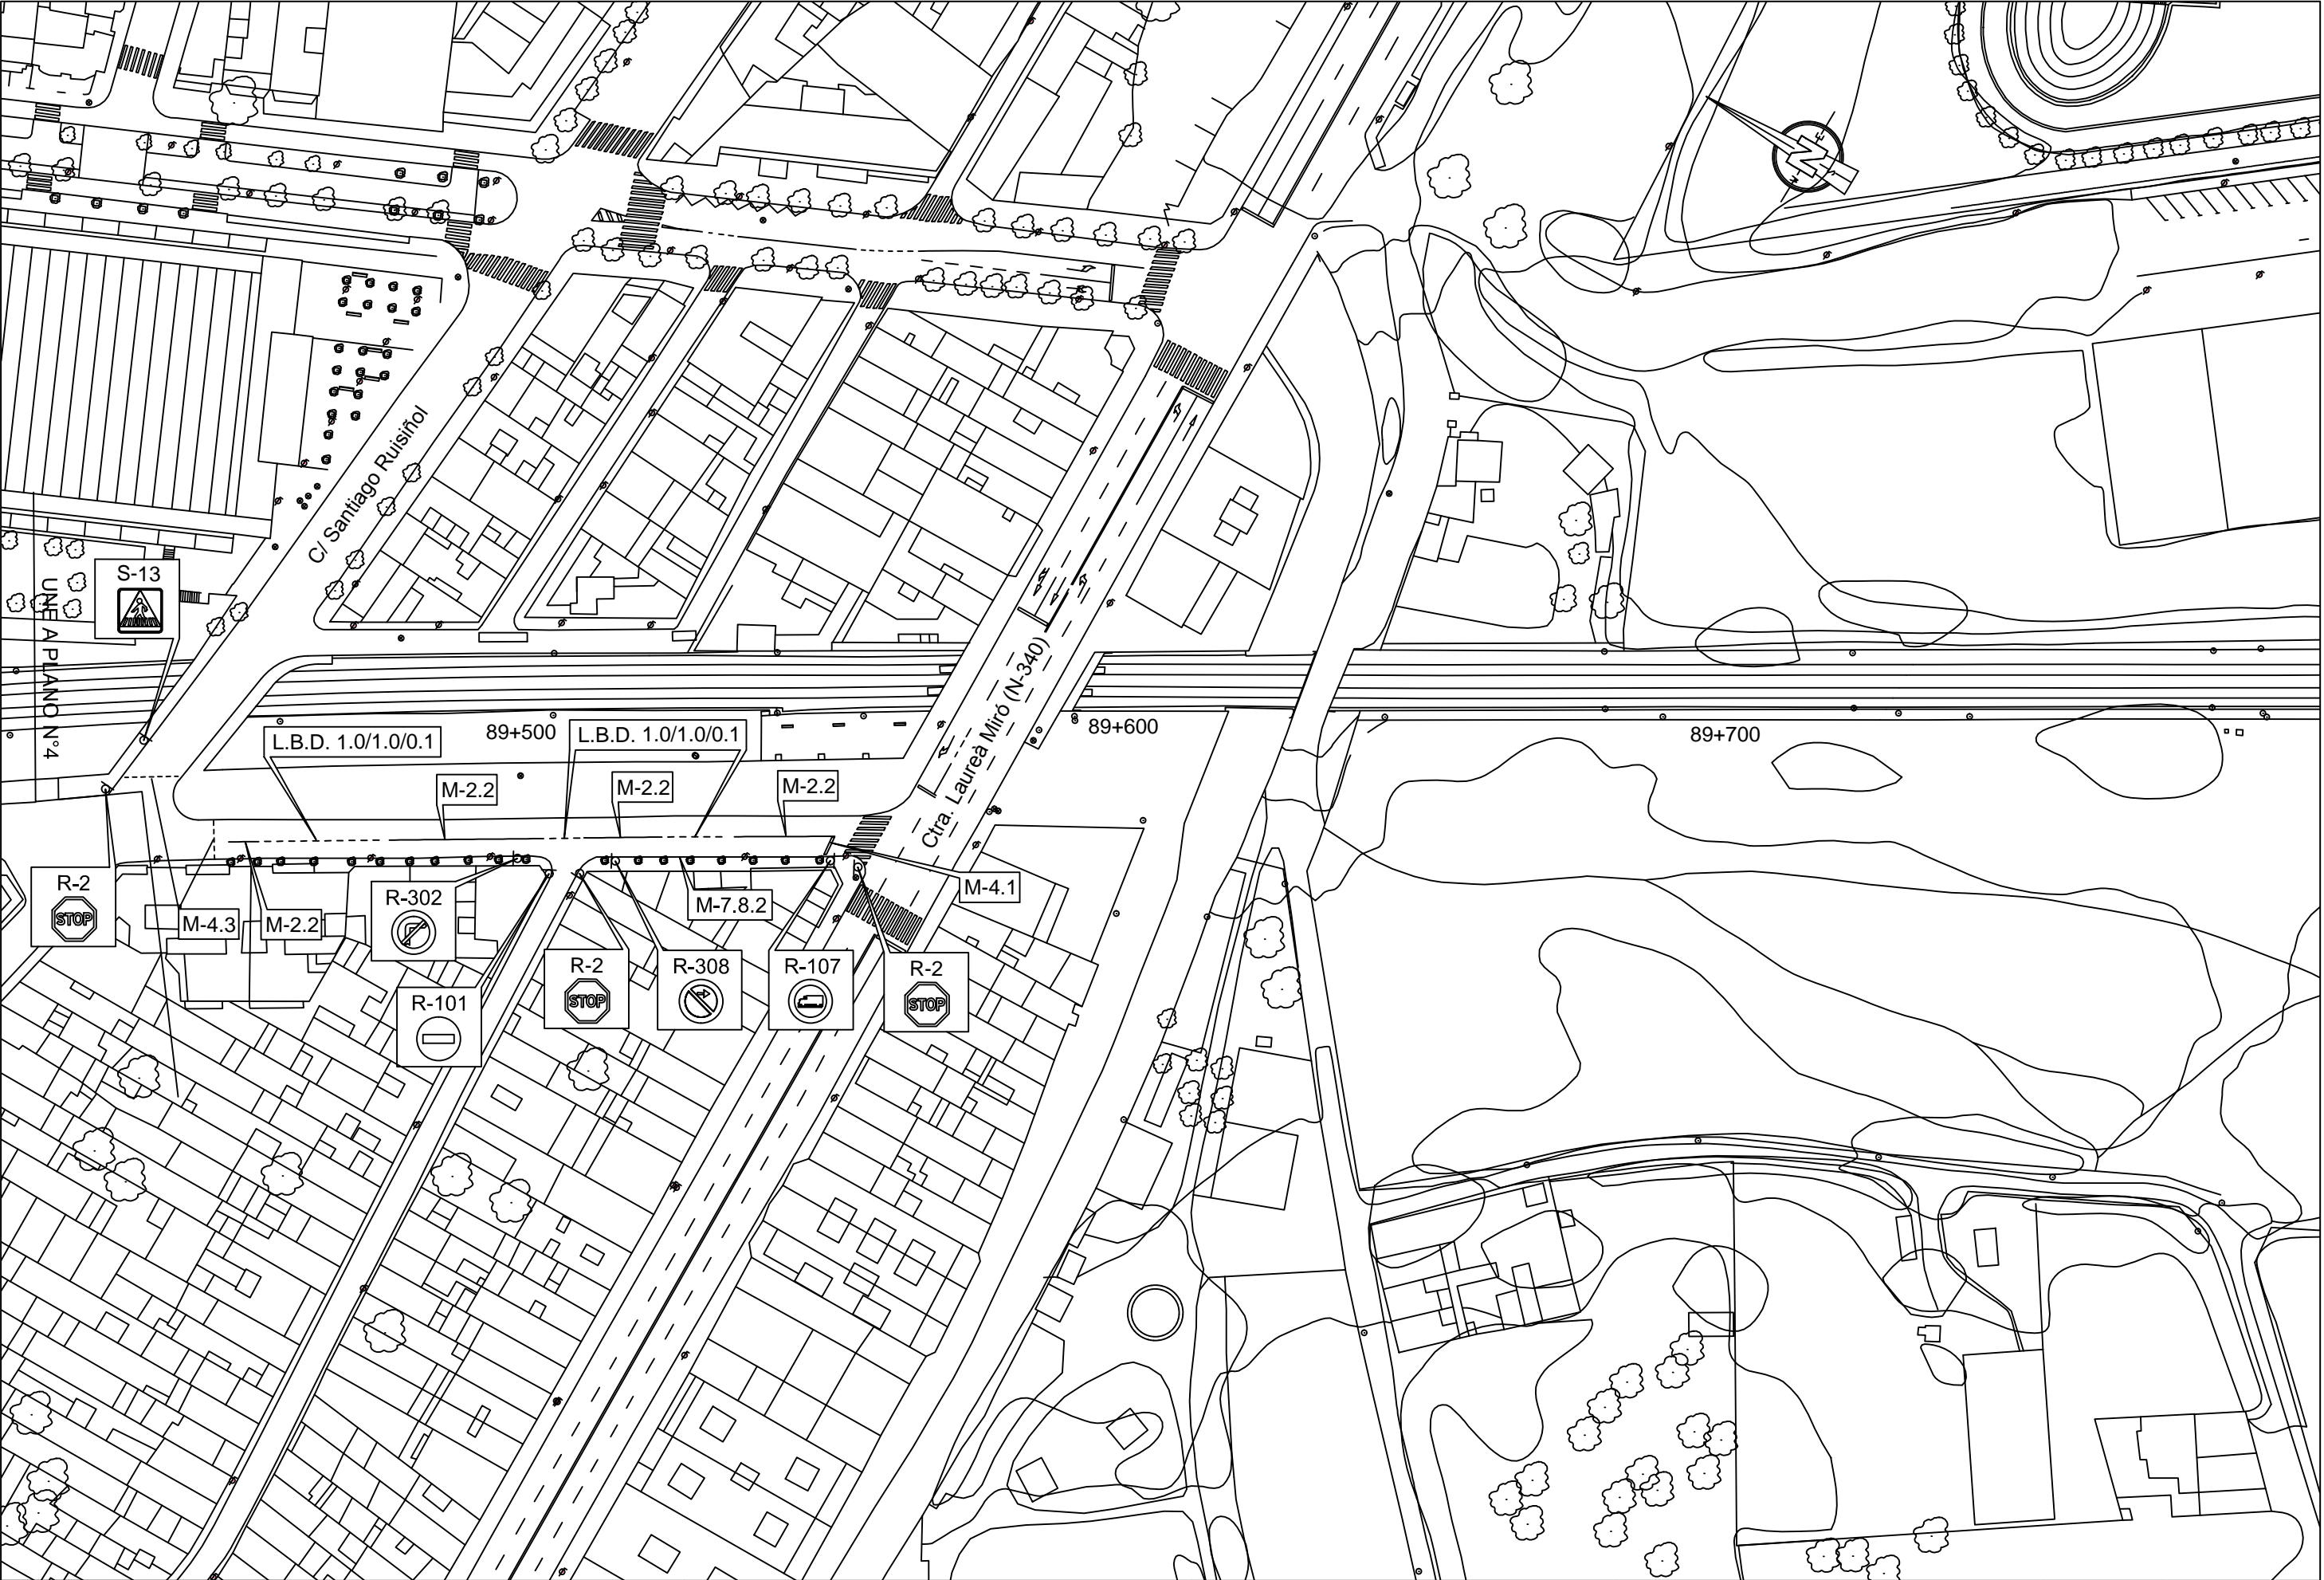 N
C/ Santiago Ruisiñol
S-13
UNE A PLANO N°4
Ctra. Laureà Miró (N-340)
L.B.D. 1.0/1.0/0.1
89+500
L.B.D. 1.0/1.0/0.1
89+600
89+700
M-2.2
M-2.2
M-2.2
R-2
STOP
M-4.3
M-2.2
R-302
M-7.8.2
M-4.1
R-101
R-2
STOP
R-308
R-107
R-2
STOP